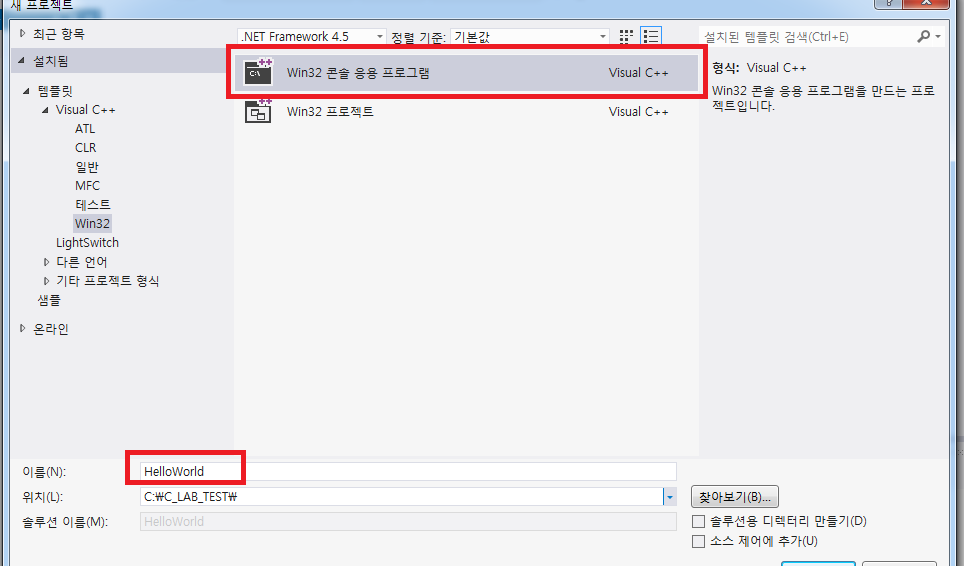 새 프로젝트
최근 항목
.NET Framework 4.5 정렬 기준: 기본값
설치된 템플릿 검색(Ctrl+E)
설치됨
템플릿
Visual C++
ATL
CLR
일반
MFC
테스트
Win32
LightSwitch
다른 언어
기타 프로젝트 형식
샘플
온라인
C:\
Win32 콘솔 응용 프로그램 Visual C++
Win32 프로젝트 Visual C++
형식: Visual C++
Win32 콘솔 응용 프로그램을 만드는 프로
젝트입니다.
이름(N): HelloWorld
위치(L): C:₩C_LAB_TEST₩
찾아보기(B)...
솔루션 이름(M): HelloWorld
솔루션용 디렉터리 만들기(D)
소스 제어에 추가(U)